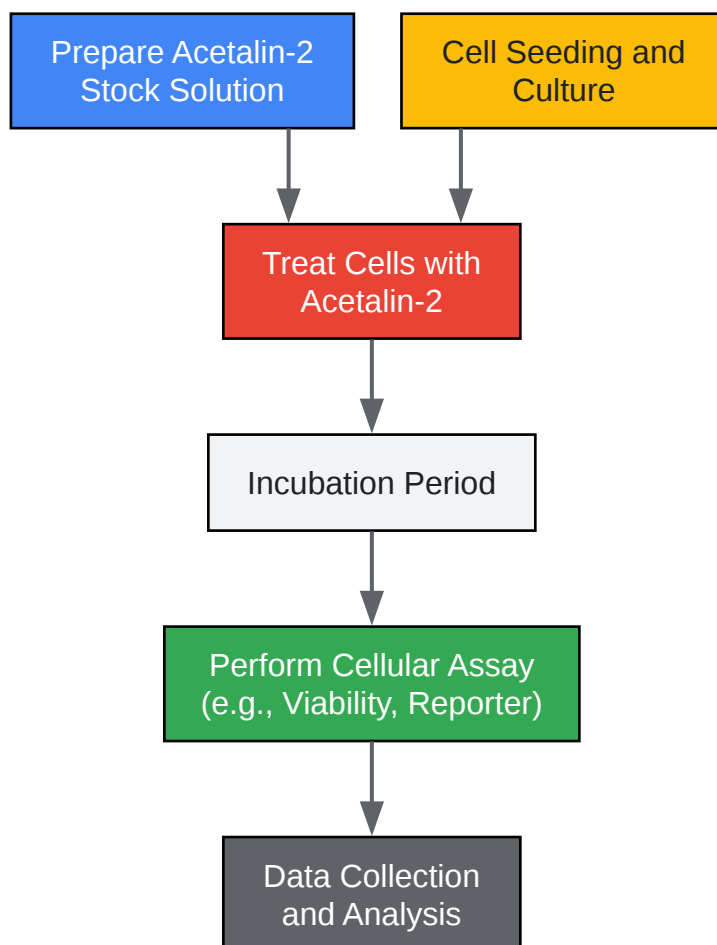 Prepare Acetalin-2
Stock Solution
Cell Seeding and
Culture
Treat Cells with
Acetalin-2
Incubation Period
Perform Cellular Assay
(e.g., Viability, Reporter)
Data Collection
and Analysis